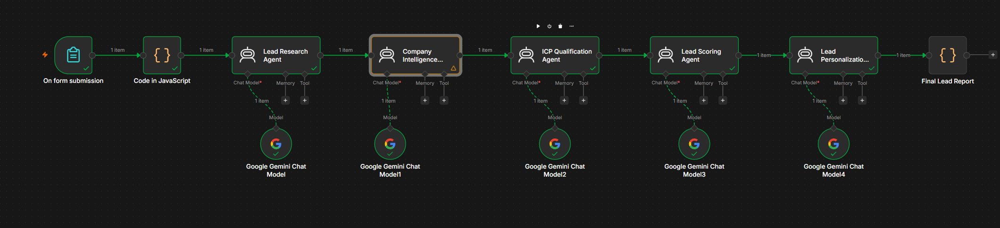 1 item
1 item
1 item
1 item
1 item
1 item
1 item
Lead Research
Agent
Company
Intelligence...
ICP Qualification
Agent
Lead Scoring
Agent
Lead
Personalizatio...
On form submission
Code in JavaScript
Final Lead Report
Chat Model*
Memory
Tool
Chat Model*
Memory
Tool
Chat Model*
Memory
Tool
Chat Model*
Memory
Tool
Chat Model*
Memory
Tool
1 item
1 item
1 item
1 item
1 item
Model
Model
Model
Model
Model
Google Gemini Chat
Model
Google Gemini Chat
Model1
Google Gemini Chat
Model2
Google Gemini Chat
Model3
Google Gemini Chat
Model4